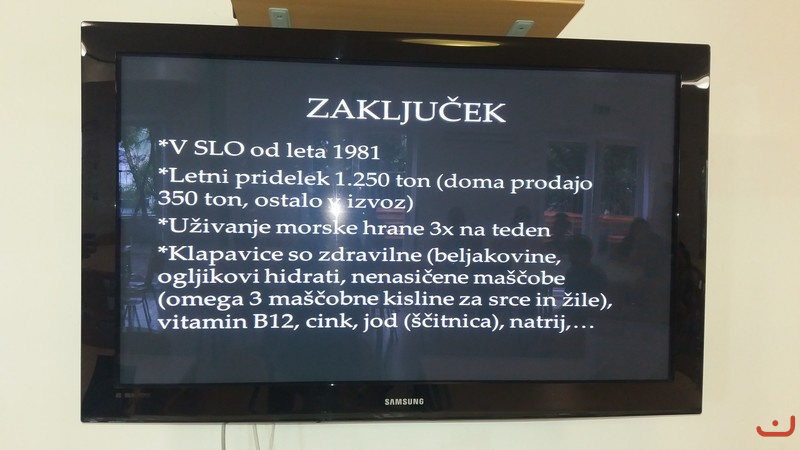 ZAKLJUČEK
*V SLO od leta 1981
*Letni pridelek 1.250 ton (doma prodajo
350 ton, ostalo v izvoz)
*Uživanje morske hrane 3x na teden
*Klapavice so zdravilne (beljakovine,
ogljikovi hidrati, nenasičene maščobe
(omega 3 maščobne kisline za srce in žile),
vitamin B12, cink, jod (ščitnica), natrij,…
SAMSUNG